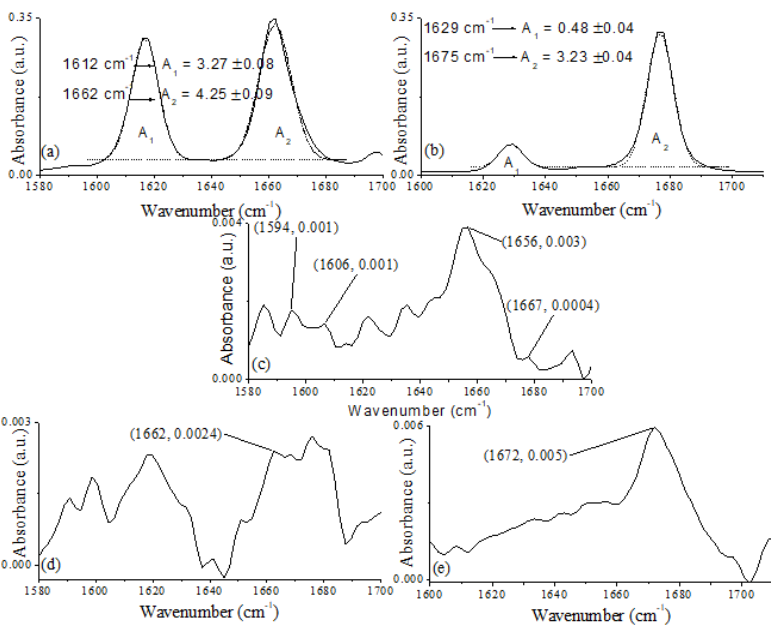 0.35
1612 cm⁻¹ A₁ = 3.27 ±0.08
1662 cm⁻¹ A₂ = 4.25 ±0.09
A₁
A₂
(a)
0.00
1580 1600 1620 1640 1660 1680 1700
Wavenumber (cm⁻¹)
Absorbance (a.u.)
0.35
1629 cm⁻¹ A₁ = 0.48 ±0.04
1675 cm⁻¹ A₂ = 3.23 ±0.04
A₁
A₂
(b)
0.00
1600 1620 1640 1660 1680 1700
Wavenumber (cm⁻¹)
Absorbance (a.u.)
0.004
(1594, 0.001)
(1606, 0.001)
(1656, 0.003)
(1667, 0.0004)
(c)
0.000
1580 1600 1620 1640 1660 1680 1700
Wavenumber (cm⁻¹)
Absorbance (a.u.)
0.003
(1662, 0.0024)
(d)
0.000
1580 1600 1620 1640 1660 1680 1700
Wavenumber (cm⁻¹)
Absorbance (a.u.)
0.006
(1672, 0.005)
(e)
0.000
1600 1620 1640 1660 1680 1700
Wavenumber (cm⁻¹)
Absorbance (a.u.)